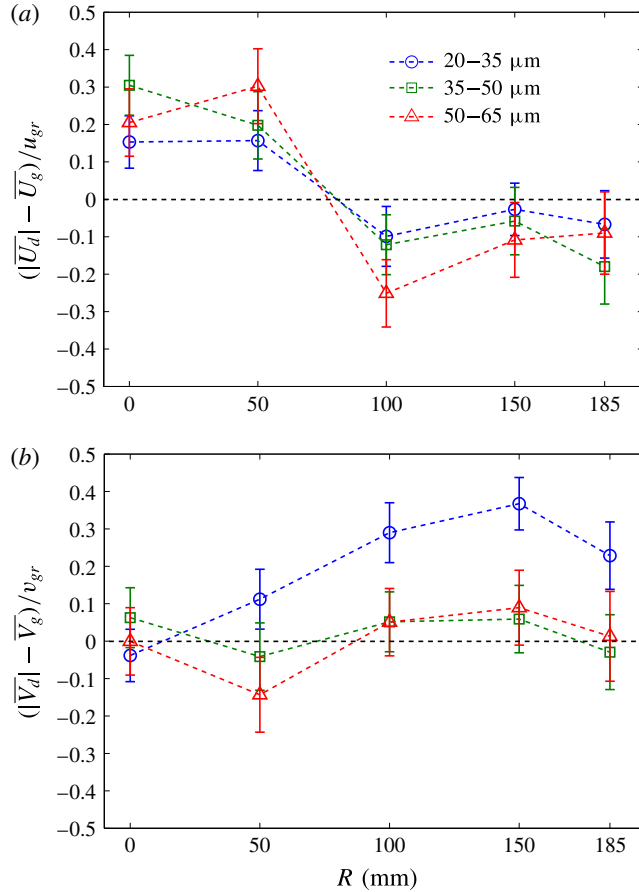 (a)
0.5
0.4
0.3
0.2
0.1
0
–0.1
–0.2
–0.3
–0.4
–0.5
(|U̅d| – U̅g)/ugr
20–35 μm
35–50 μm
50–65 μm
0 50 100 150 185
(b)
0.5
0.4
0.3
0.2
0.1
0
–0.1
–0.2
–0.3
–0.4
–0.5
(|V̅d| – V̅g)/vgr
0 50 100 150 185
R (mm)